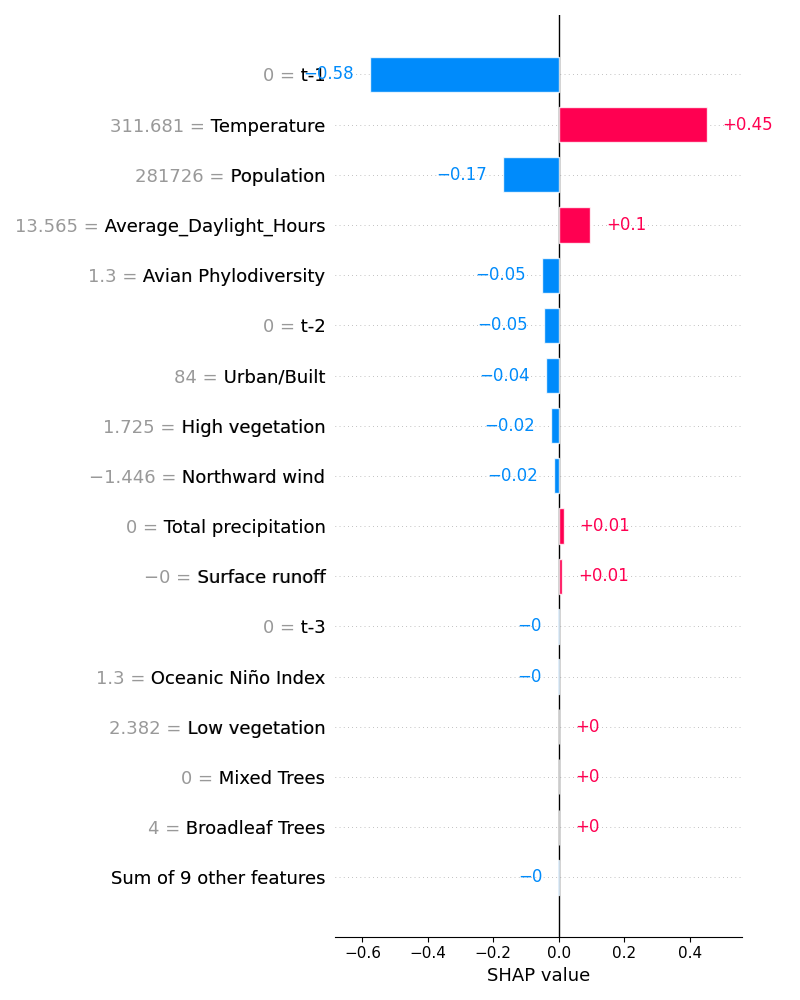 0 = t-1 −0.58
311.681 = Temperature +0.45
281726 = Population −0.17
13.565 = Average_Daylight_Hours +0.1
1.3 = Avian Phylodiversity −0.05
0 = t-2 −0.05
84 = Urban/Built −0.04
1.725 = High vegetation −0.02
−1.446 = Northward wind −0.02
0 = Total precipitation +0.01
−0 = Surface runoff +0.01
0 = t-3 −0
1.3 = Oceanic Niño Index −0
2.382 = Low vegetation +0
0 = Mixed Trees +0
4 = Broadleaf Trees +0
Sum of 9 other features −0
−0.6 −0.4 −0.2 0.0 0.2 0.4
SHAP value